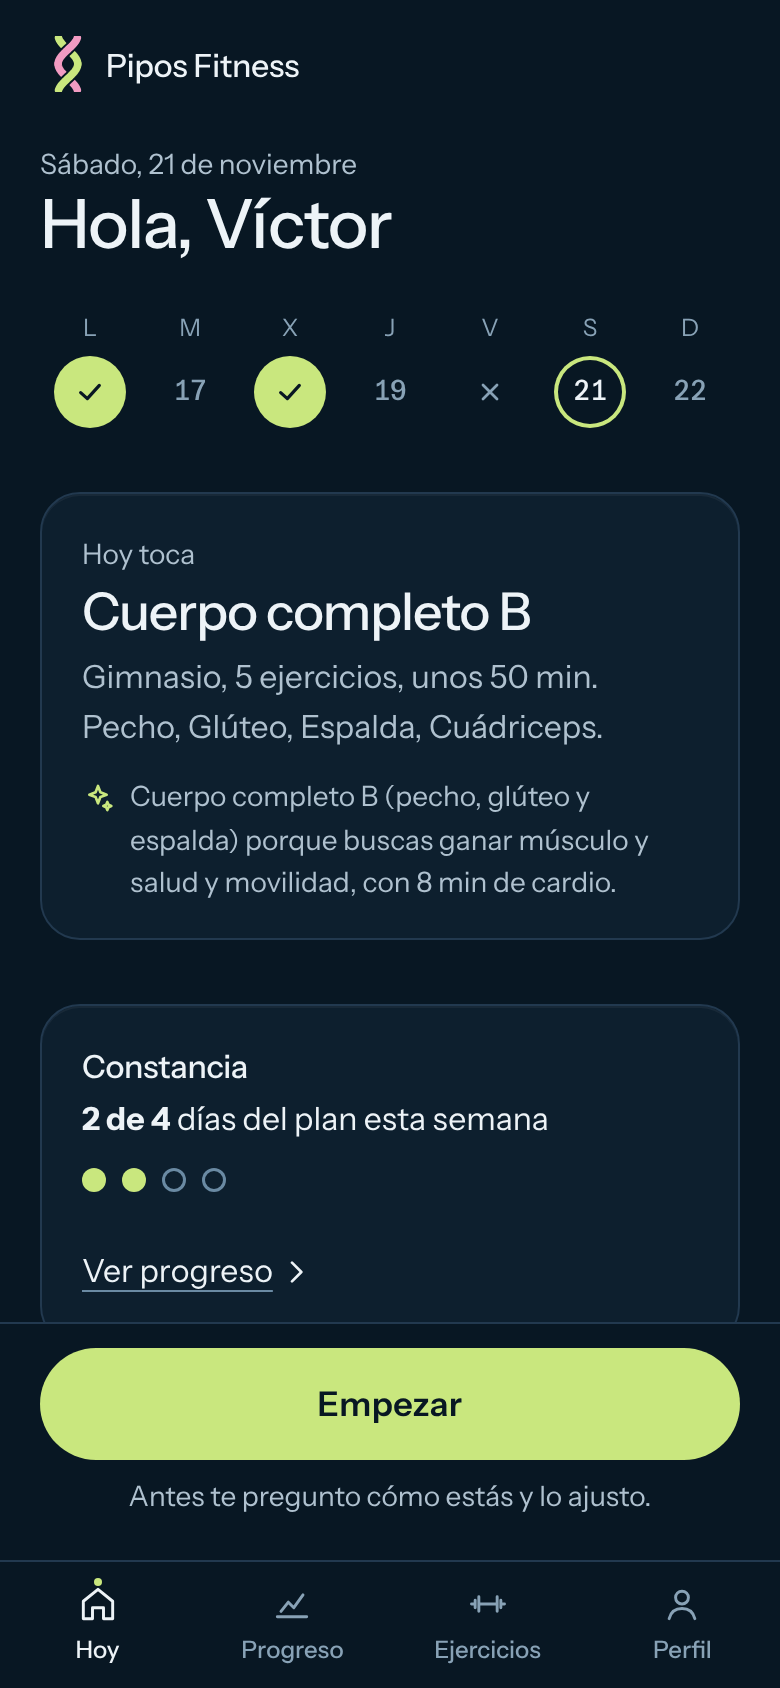 Pipos Fitness
Sábado, 21 de noviembre
Hola, Víctor
L M X J V S D
17 19 21 22
Hoy toca
Cuerpo completo B
Gimnasio, 5 ejercicios, unos 50 min.
Pecho, Glúteo, Espalda, Cuádriceps.
Cuerpo completo B (pecho, glúteo y
espalda) porque buscas ganar músculo y
salud y movilidad, con 8 min de cardio.
Constancia
2 de 4 días del plan esta semana
Ver progreso
Empezar
Antes te pregunto cómo estás y lo ajusto.
Hoy Progreso Ejercicios Perfil